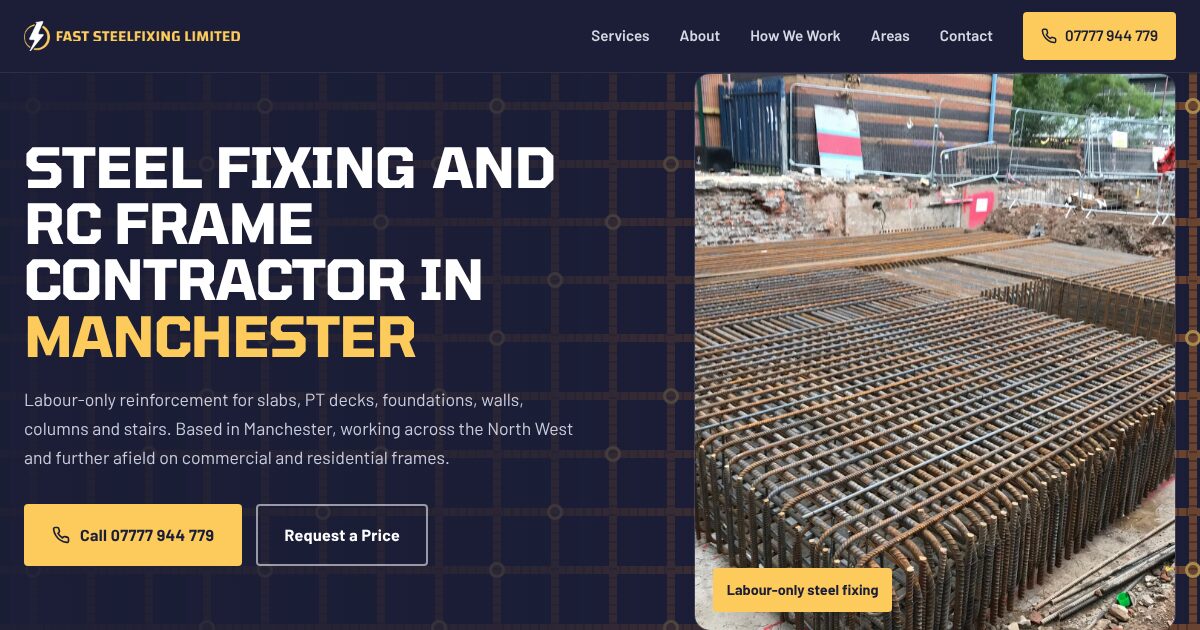 FAST STEELFIXING LIMITED
Services
About
How We Work
Areas
Contact
07777 944 779
STEEL FIXING AND
RC FRAME
CONTRACTOR IN
MANCHESTER
Labour-only reinforcement for slabs, PT decks, foundations, walls,
columns and stairs. Based in Manchester, working across the North West
and further afield on commercial and residential frames.
Call 07777 944 779
Request a Price
Labour-only steel fixing